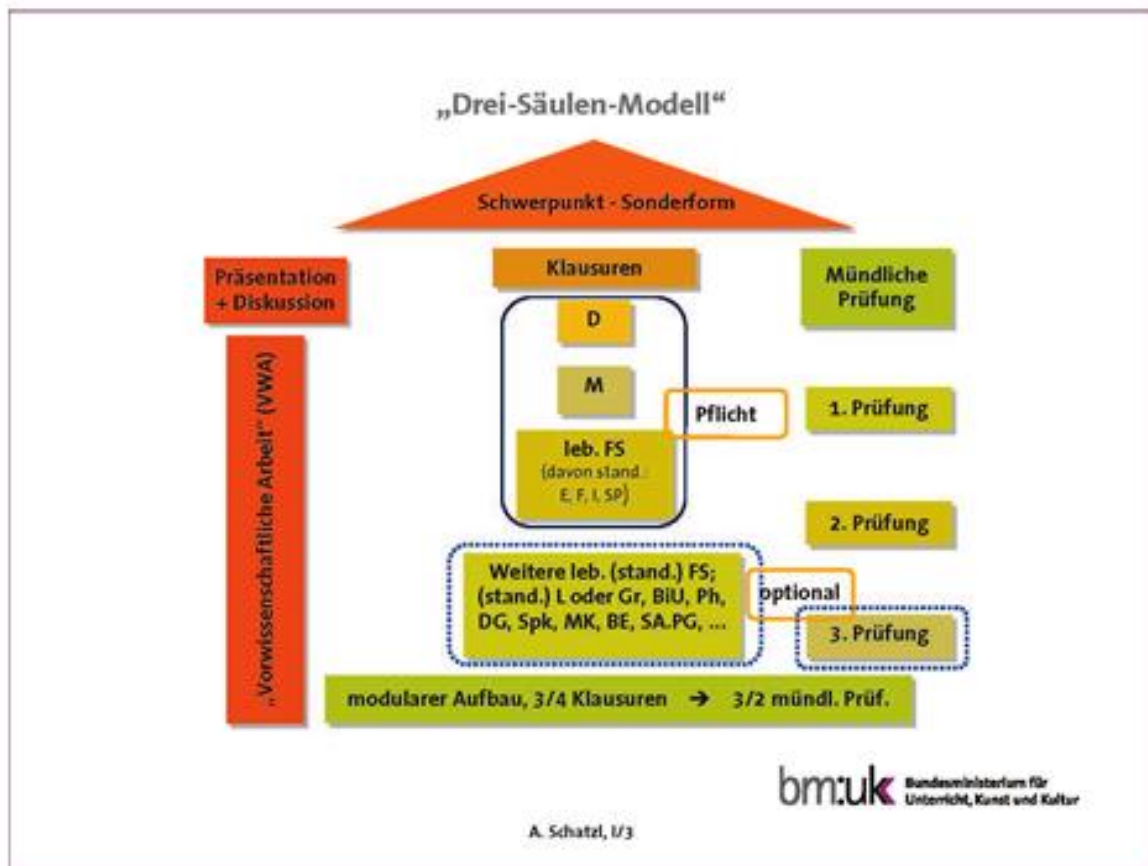 „Drei-Säulen-Modell“
Schwerpunkt - Sonderform
Präsentation
+ Diskussion
„Vorwissenschaftliche Arbeit“ (VWA)
Klausuren
D
M
leb. FS
(davon stand.:
E, F, I, SP)
Pflicht
Weitere leb. (stand.) FS;
(stand.) L oder Gr, BiU, Ph,
DG, Spk, MK, BE, SA.PG, ...
optional
Mündliche
Prüfung
1. Prüfung
2. Prüfung
3. Prüfung
modularer Aufbau, 3/4 Klausuren → 3/2 mündl. Prüf.
bm:uk
Bundesministerium für
Unterricht, Kunst und Kultur
A. Schatzl, I/3